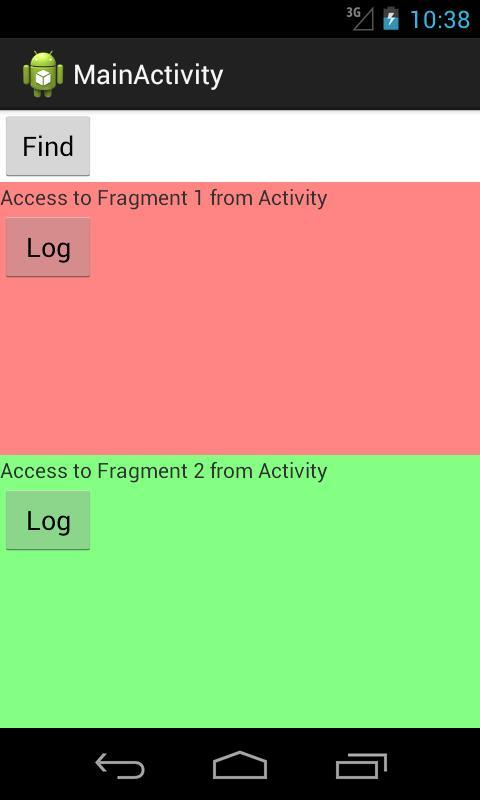 3G
10:38
MainActivity
Find
Access to Fragment 1 from Activity
Log
Access to Fragment 2 from Activity
Log